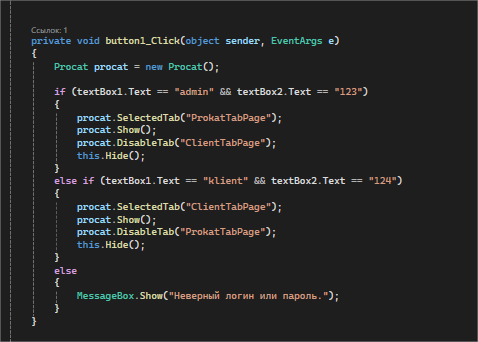 Ссылок: 1
private void button1_Click(object sender, EventArgs e)
{
Procat procat = new Procat();
if (textBox1.Text == "admin" && textBox2.Text == "123")
{
procat.SelectedTab("ProkatTabPage");
procat.Show();
procat.DisableTab("ClientTabPage");
this.Hide();
}
else if (textBox1.Text == "klient" && textBox2.Text == "124")
{
procat.SelectedTab("ClientTabPage");
procat.Show();
procat.DisableTab("ProkatTabPage");
this.Hide();
}
else
{
MessageBox.Show("Неверный логин или пароль.");
}
}